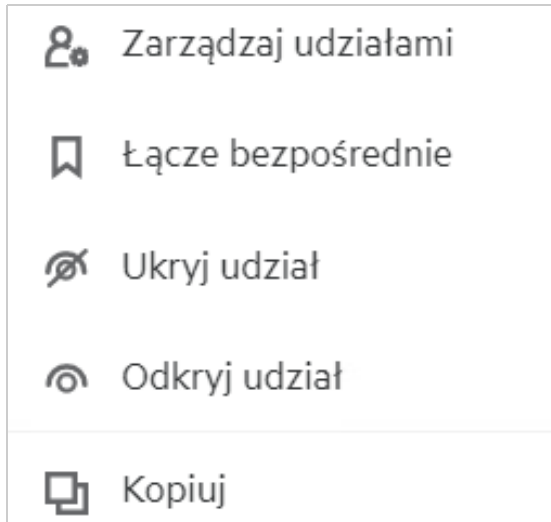 Zarządzaj udziałami
Łącze bezpośrednie
Ukryj udział
Odkryj udział
Kopiuj